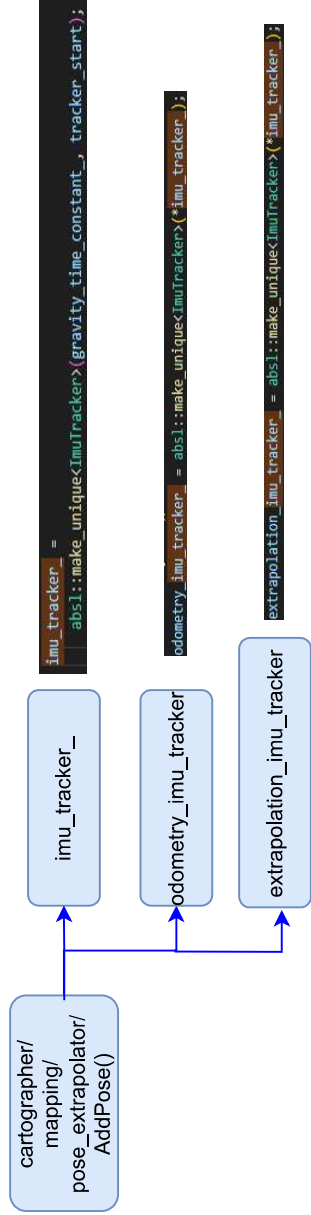 cartographer/
mapping/
pose_extrapolator/
AddPose()
imu_tracker_
imu_tracker_ =
absl::make_unique<ImuTracker>(gravity_time_constant_, tracker_start);
odometry_imu_tracker
odometry_imu_tracker_ = absl::make_unique<ImuTracker>(*imu_tracker_);
extrapolation_imu_tracker
extrapolation_imu_tracker_ = absl::make_unique<ImuTracker>(*imu_tracker_);